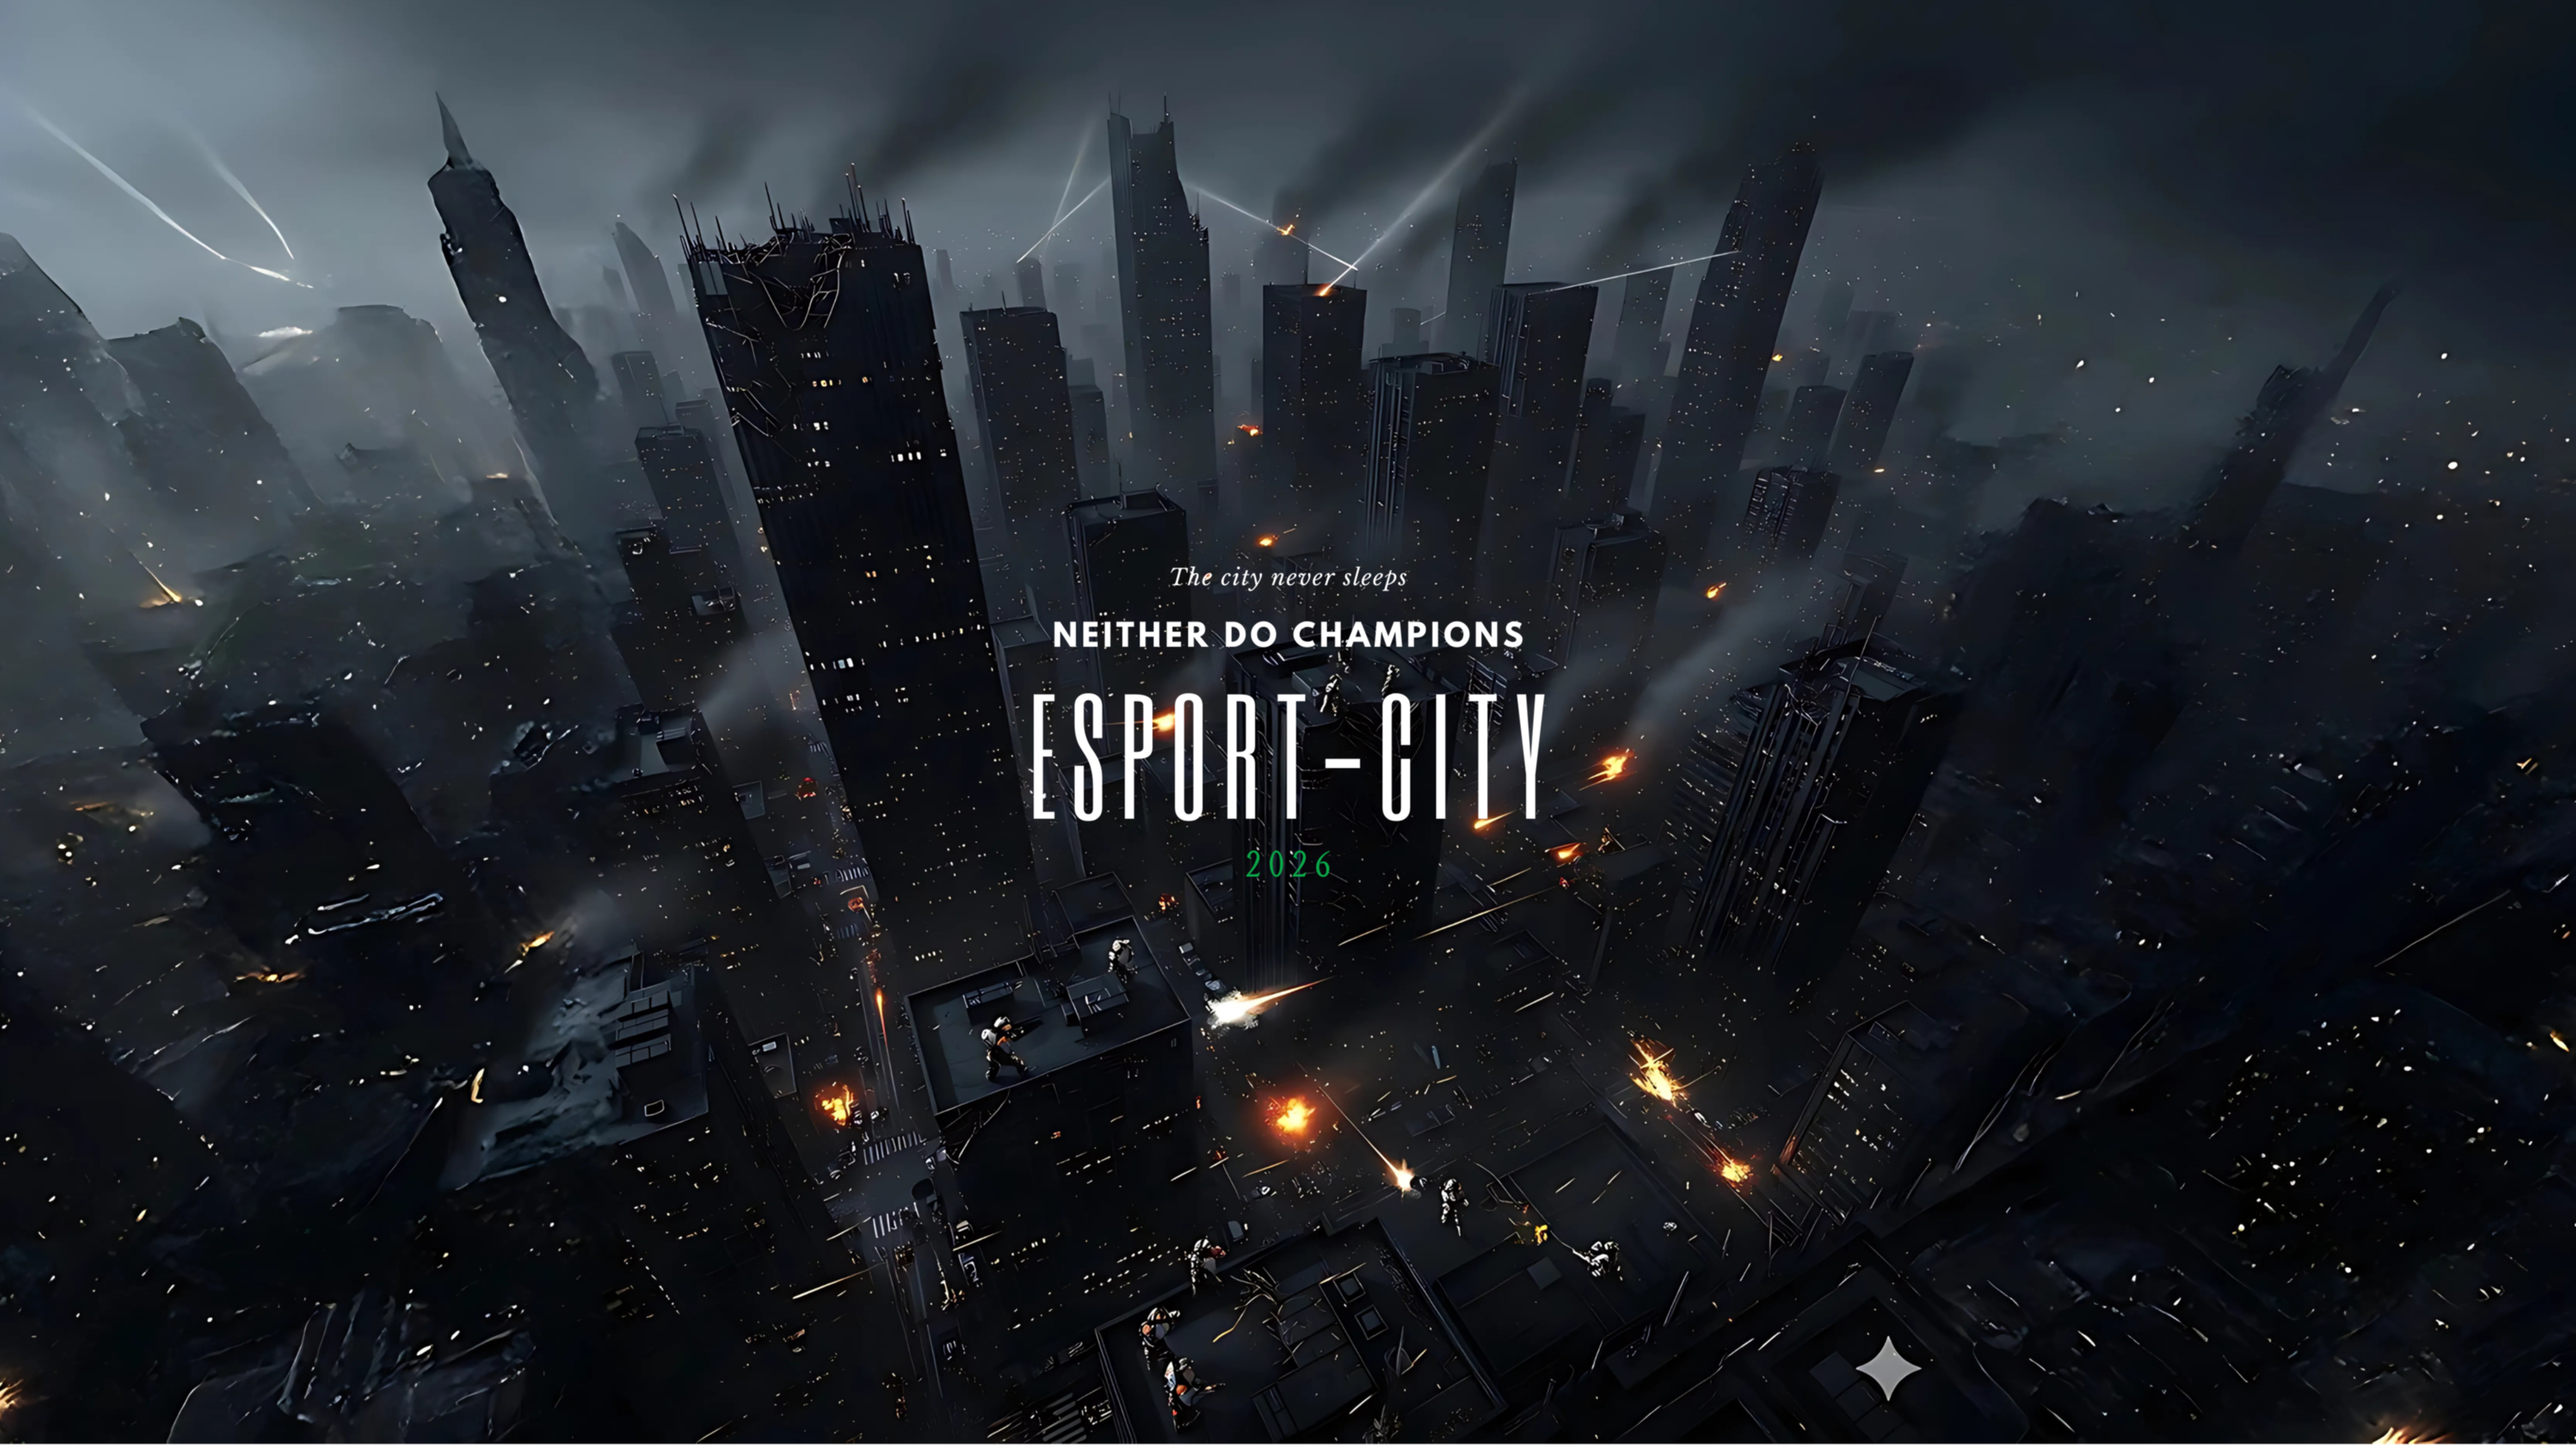 The city never sleeps
NEITHER DO CHAMPIONS
ESPORT-CITY
2026